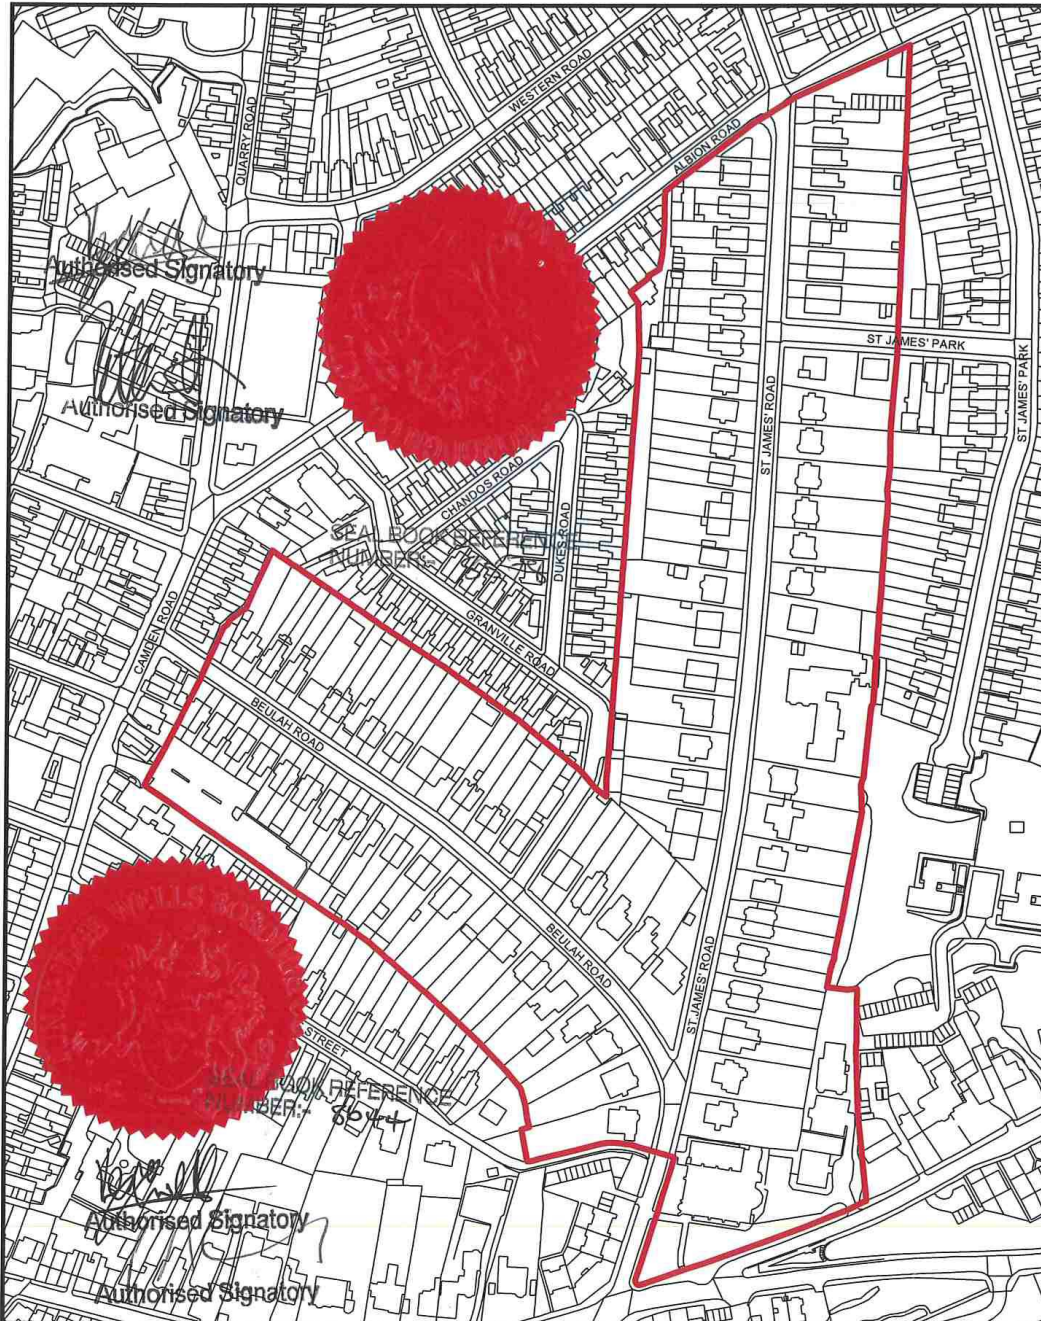 WESTERN ROAD
QUARRY ROAD
ALBION ROAD
Authorised Signatory
ST JAMES' PARK
ST JAMES' PARK
ST JAMES' ROAD
Authorised Signatory
CHANDOS ROAD
SEAL BOOK REFERENCE
NUMBER:-
DUKES ROAD
GRANVILLE ROAD
CAMDEN ROAD
BEULAH ROAD
WELLS BOROUGH
BEULAH ROAD
ST JAMES' ROAD
STREET
SEAL BOOK REFERENCE
NUMBER:- 8644
Authorised Signatory
Authorised Signatory